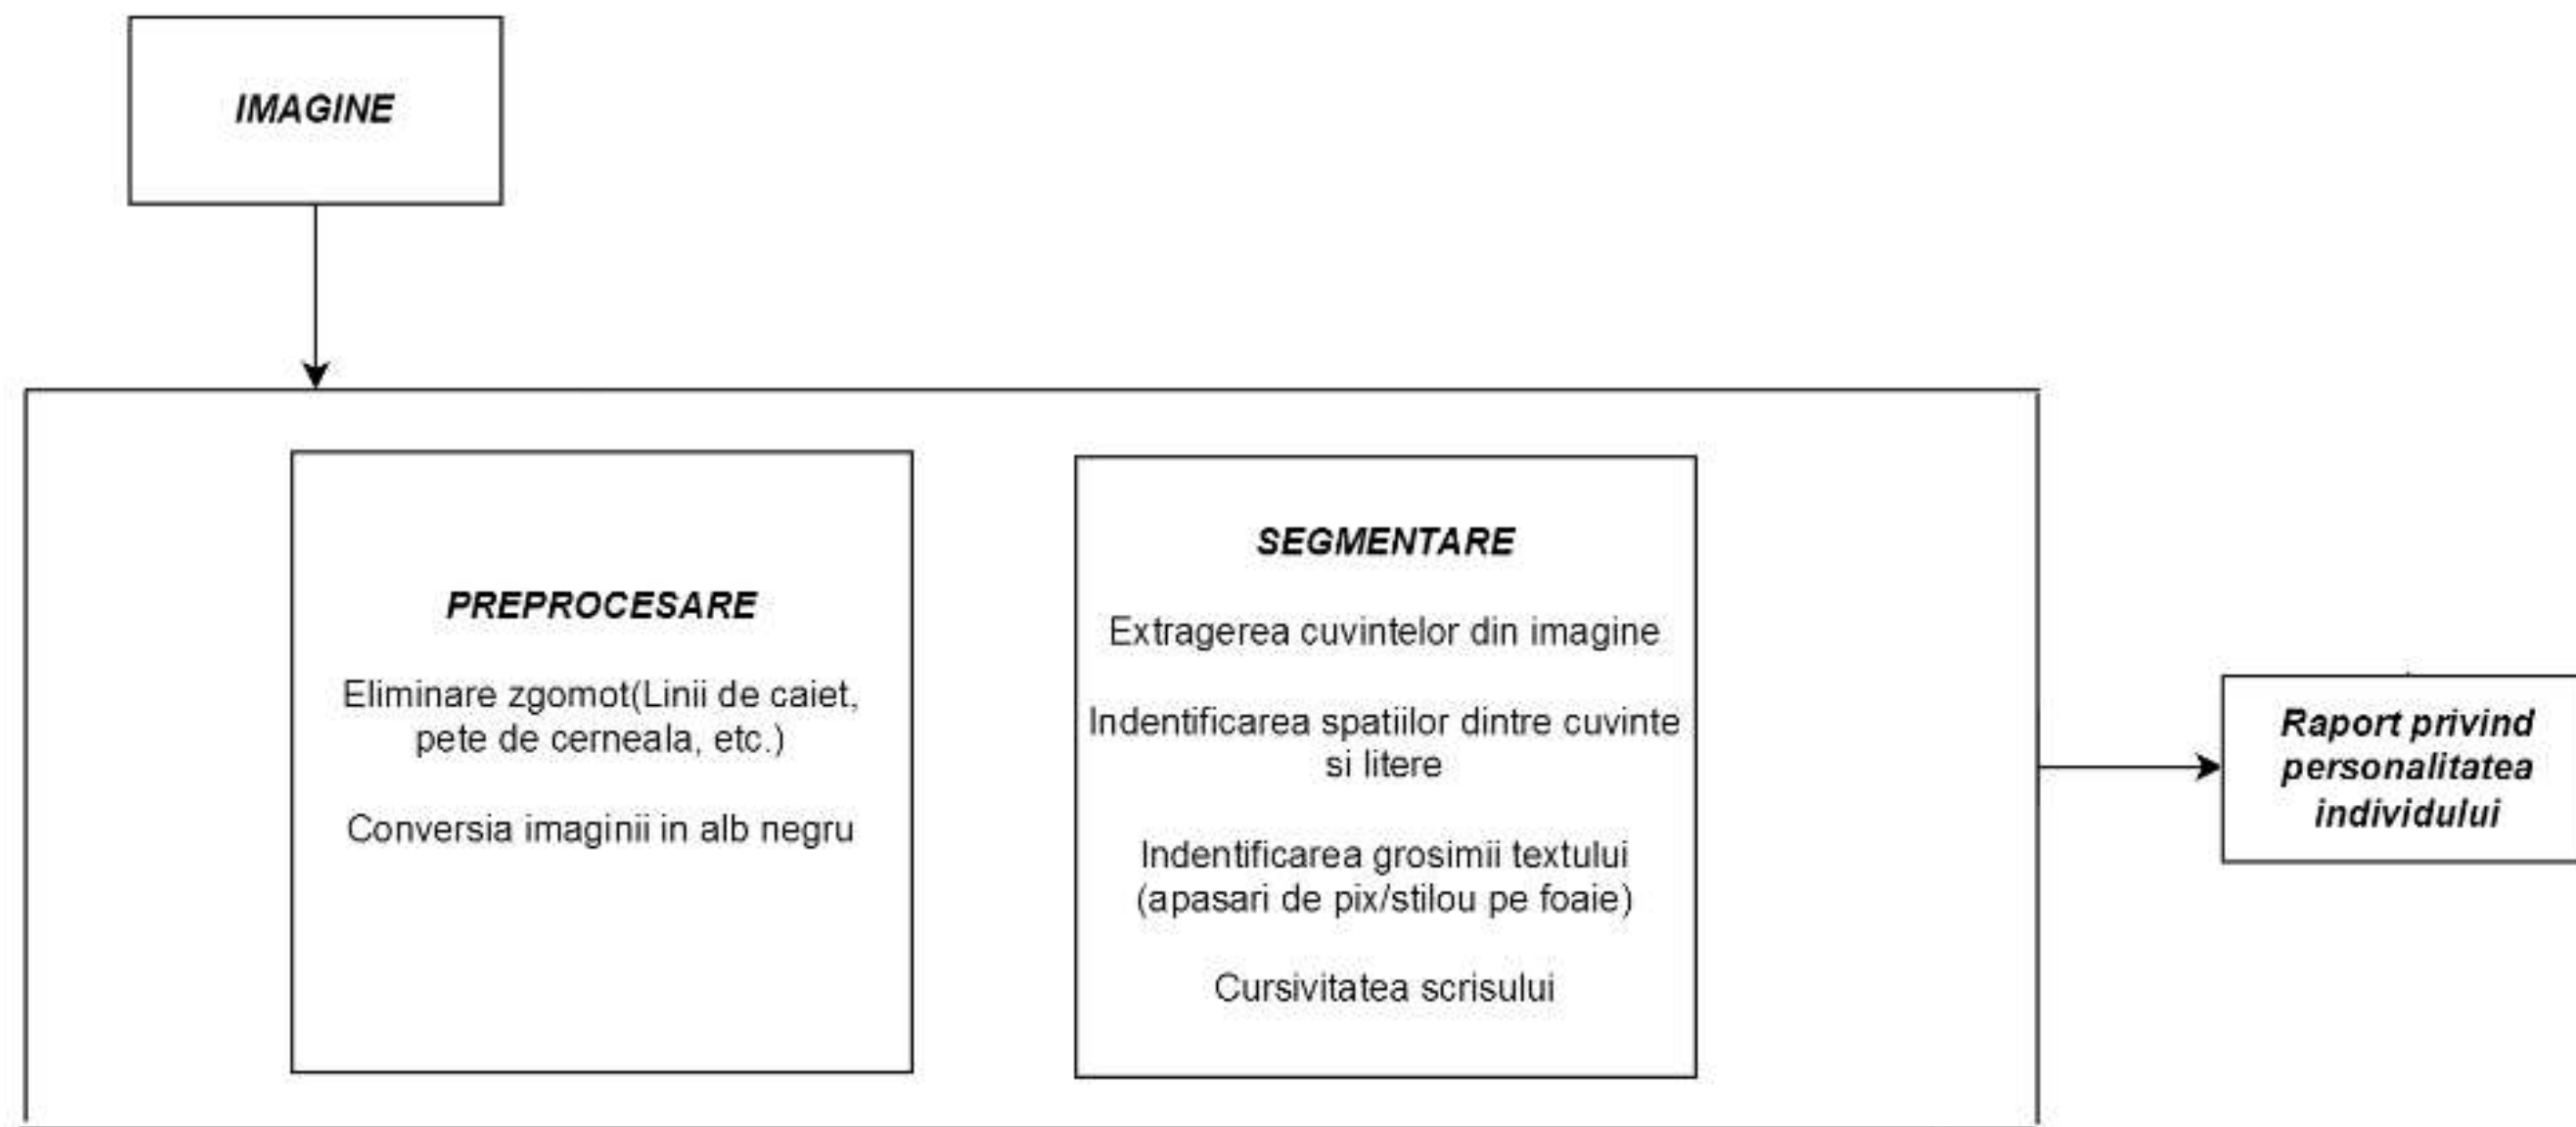 IMAGINE
PREPROCESARE
Eliminare zgomot(Linii de caiet,
pete de cerneala, etc.)
Conversia imaginii in alb negru
SEGMENTARE
Extragerea cuvintelor din imagine
Indentificarea spatiilor dintre cuvinte
si litere
Indentificarea grosimii textului
(apasari de pix/stilou pe foaie)
Cursivitatea scrisului
Raport privind
personalitatea
individului